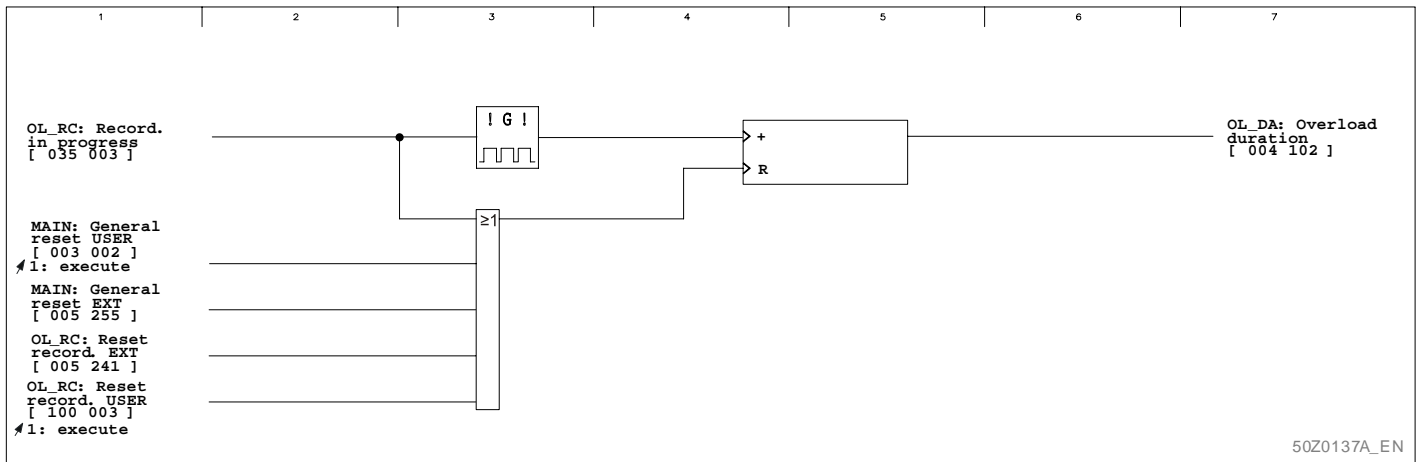 1 2 3 4 5 6 7
OL_RC: Record.
in progress
[ 035 003 ]
! G !
+
R
OL_DA: Overload
duration
[ 004 102 ]
≥1
MAIN: General
reset USER
[ 003 002 ]
1: execute
MAIN: General
reset EXT
[ 005 255 ]
OL_RC: Reset
record. EXT
[ 005 241 ]
OL_RC: Reset
record. USER
[ 100 003 ]
1: execute
50Z0137A_EN